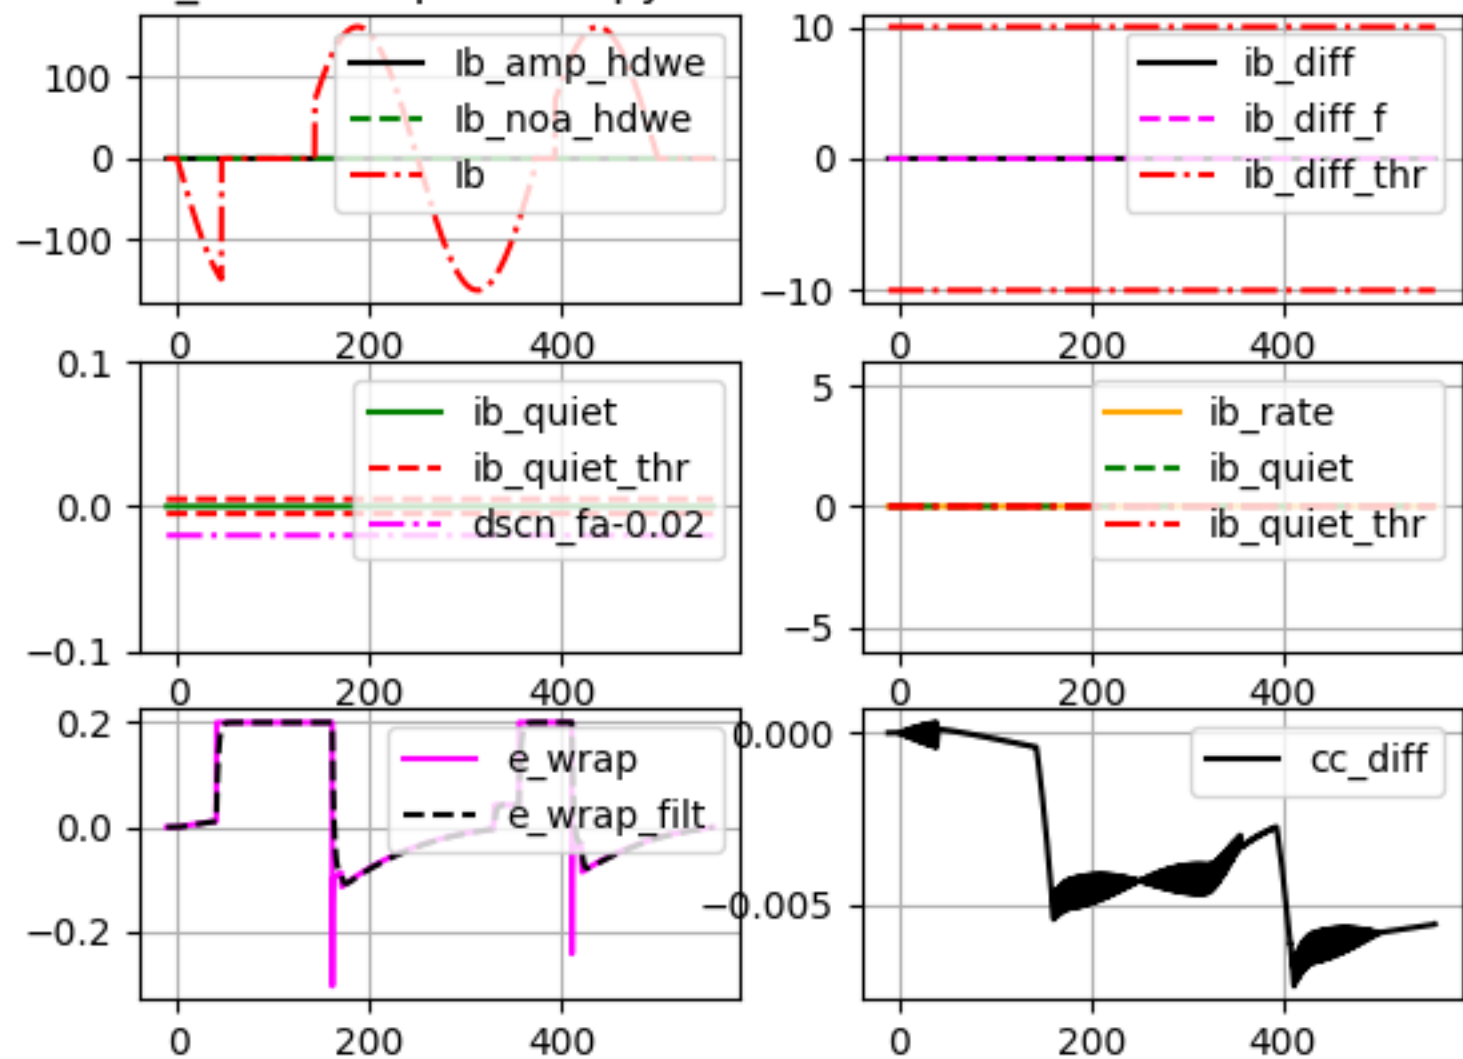 100
0
−100
Ib_amp_hdwe
Ib_noa_hdwe
Ib
0 200 400
10
0
−10
ib_diff
ib_diff_f
ib_diff_thr
0 200 400
0.1
0.0
−0.1
ib_quiet
ib_quiet_thr
dscn_fa-0.02
0 200 400
5
0
−5
ib_rate
ib_quiet
ib_quiet_thr
0 200 400
0.2
0.0
−0.2
e_wrap
e_wrap_filt
0 200 400
0.000
−0.005
cc_diff
0 200 400